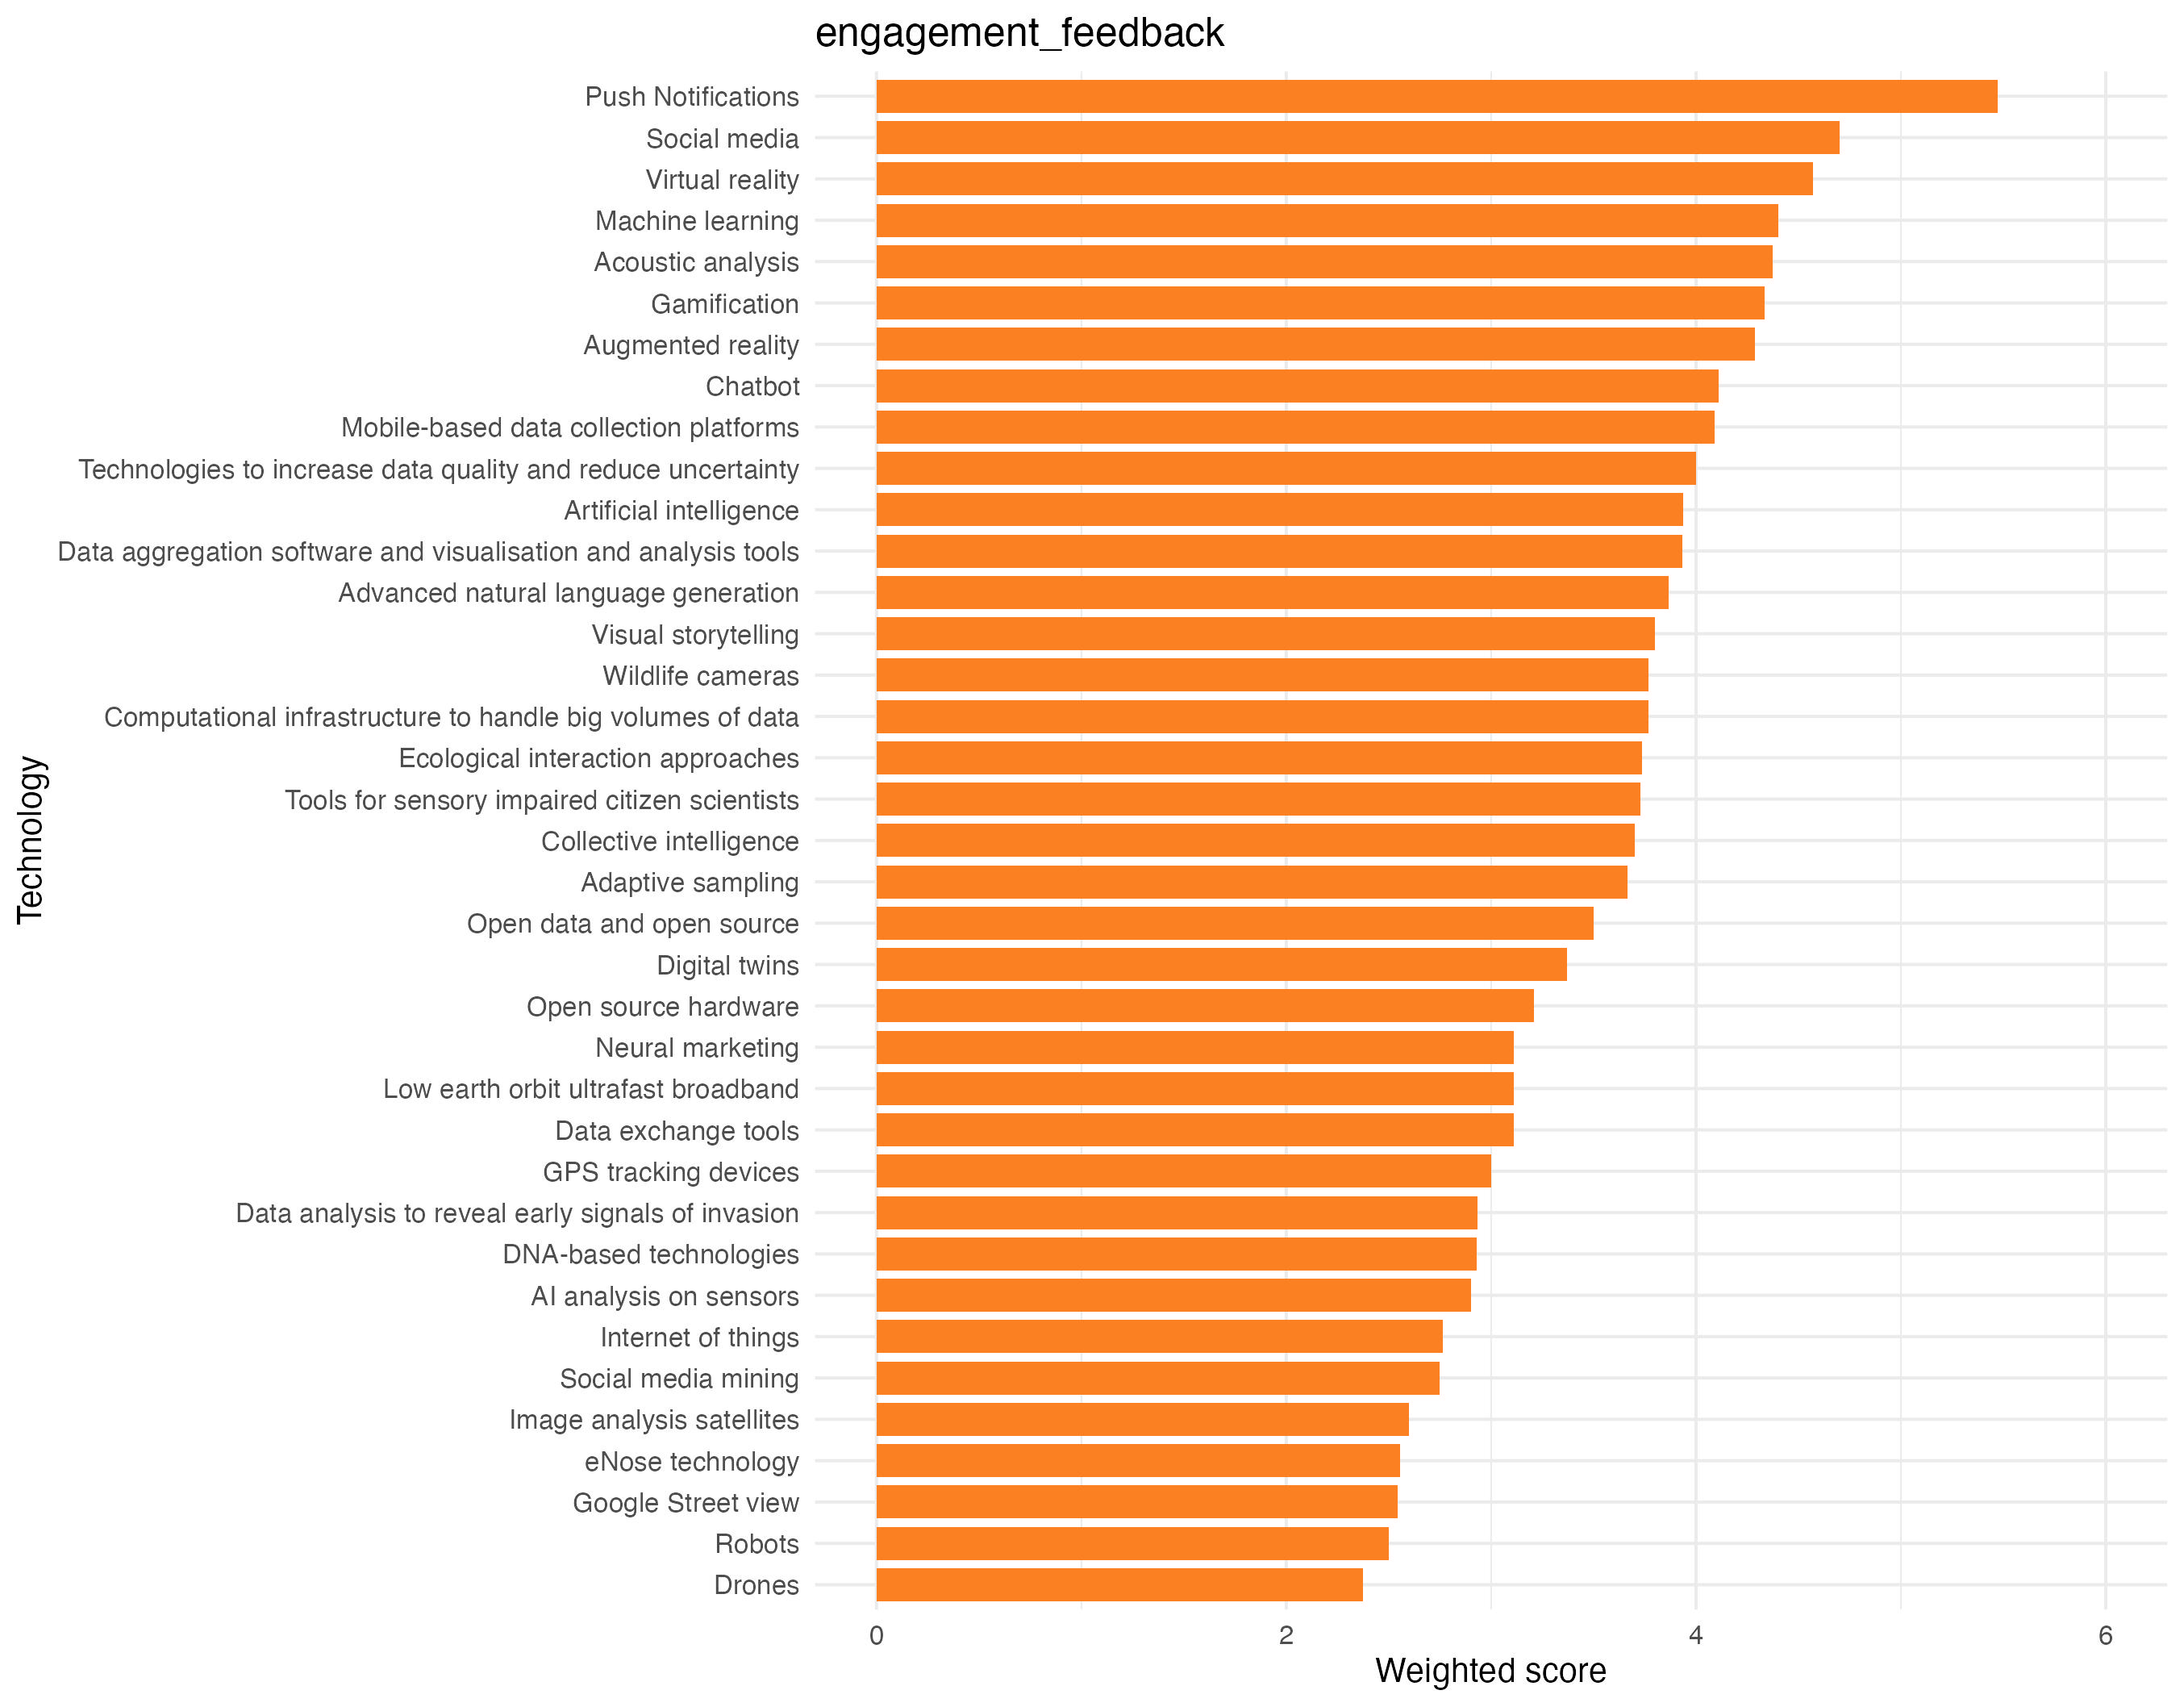 engagement_feedback
Push Notifications
Social media
Virtual reality
Machine learning
Acoustic analysis
Gamification
Augmented reality
Chatbot
Mobile-based data collection platforms
Technologies to increase data quality and reduce uncertainty
Artificial intelligence
Data aggregation software and visualisation and analysis tools
Advanced natural language generation
Visual storytelling
Wildlife cameras
Computational infrastructure to handle big volumes of data
Ecological interaction approaches
Tools for sensory impaired citizen scientists
Collective intelligence
Adaptive sampling
Open data and open source
Digital twins
Open source hardware
Neural marketing
Low earth orbit ultrafast broadband
Data exchange tools
GPS tracking devices
Data analysis to reveal early signals of invasion
DNA-based technologies
AI analysis on sensors
Internet of things
Social media mining
Image analysis satellites
eNose technology
Google Street view
Robots
Drones
Technology
0 2 4 6
Weighted score